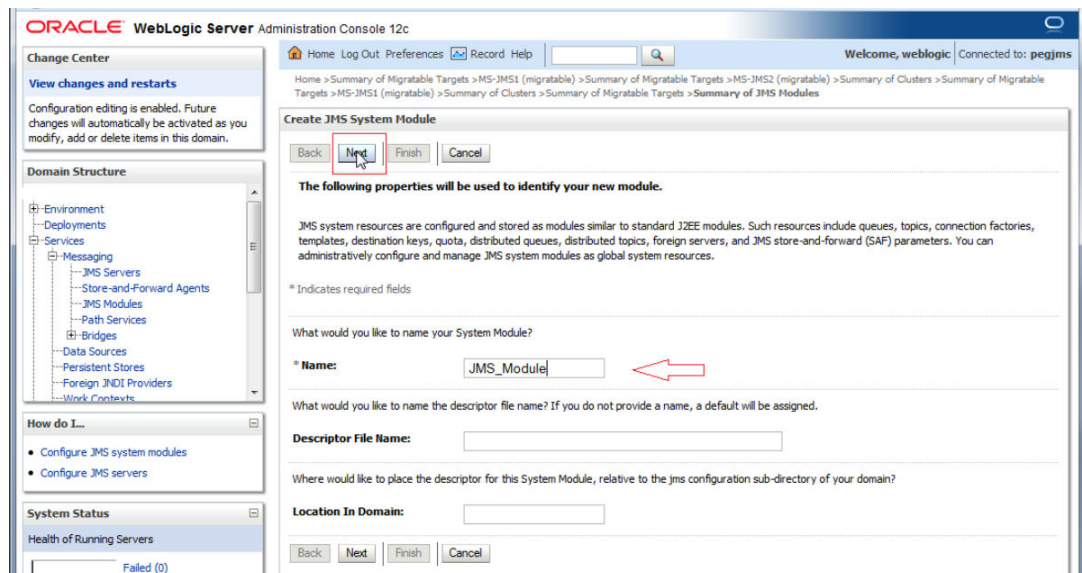 ORACLE WebLogic Server Administration Console 12c
Change Center
View changes and restarts
Configuration editing is enabled. Future
changes will automatically be activated as you
modify, add or delete items in this domain.
Domain Structure
Environment
Deployments
Services
Messaging
JMS Servers
Store-and-Forward Agents
JMS Modules
Path Services
Bridges
Data Sources
Persistent Stores
Foreign JNDI Providers
Work Contexts
How do I...
Configure JMS system modules
Configure JMS servers
System Status
Health of Running Servers
Failed (0)
Home Log Out Preferences Record Help
Welcome, weblogic Connected to: pegjms
Home >Summary of Migratable Targets >MS-JMS1 (migratable) >Summary of Migratable Targets >MS-JMS2 (migratable) >Summary of Clusters >Summary of Migratable
Targets >MS-JMS1 (migratable) >Summary of Clusters >Summary of Migratable Targets >Summary of JMS Modules
Create JMS System Module
Back Next Finish Cancel
The following properties will be used to identify your new module.
JMS system resources are configured and stored as modules similar to standard J2EE modules. Such resources include queues, topics, connection factories,
templates, destination keys, quota, distributed queues, distributed topics, foreign servers, and JMS store-and-forward (SAF) parameters. You can
administratively configure and manage JMS system modules as global system resources.
* Indicates required fields
What would you like to name your System Module?
* Name: JMS_Module
What would you like to name the descriptor file name? If you do not provide a name, a default will be assigned.
Descriptor File Name:
Where would like to place the descriptor for this System Module, relative to the jms configuration sub-directory of your domain?
Location In Domain:
Back Next Finish Cancel